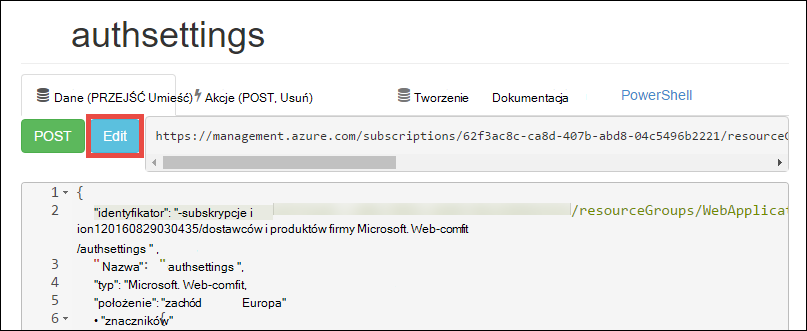 authsettings
Dane (PRZEJŚĆ Umieść) Akcje (POST, Usuń) Tworzenie Dokumentacja PowerShell
POST Edit https://management.azure.com/subscriptions/62f3ac8c-ca8d-407b-abd8-04c5496b2221/resourceG
1 {
2 "identyfikator": "-subskrypcje i /resourceGroups/WebApplicat
ion120160829030435/dostawców i produktów firmy Microsoft. Web-comfit
/authsettings " ,
3 " Nazwa": " authsettings ",
4 "typ": "Microsoft. Web-comfit,
5 "położenie": "zachód Europa"
6 • "znaczników" {